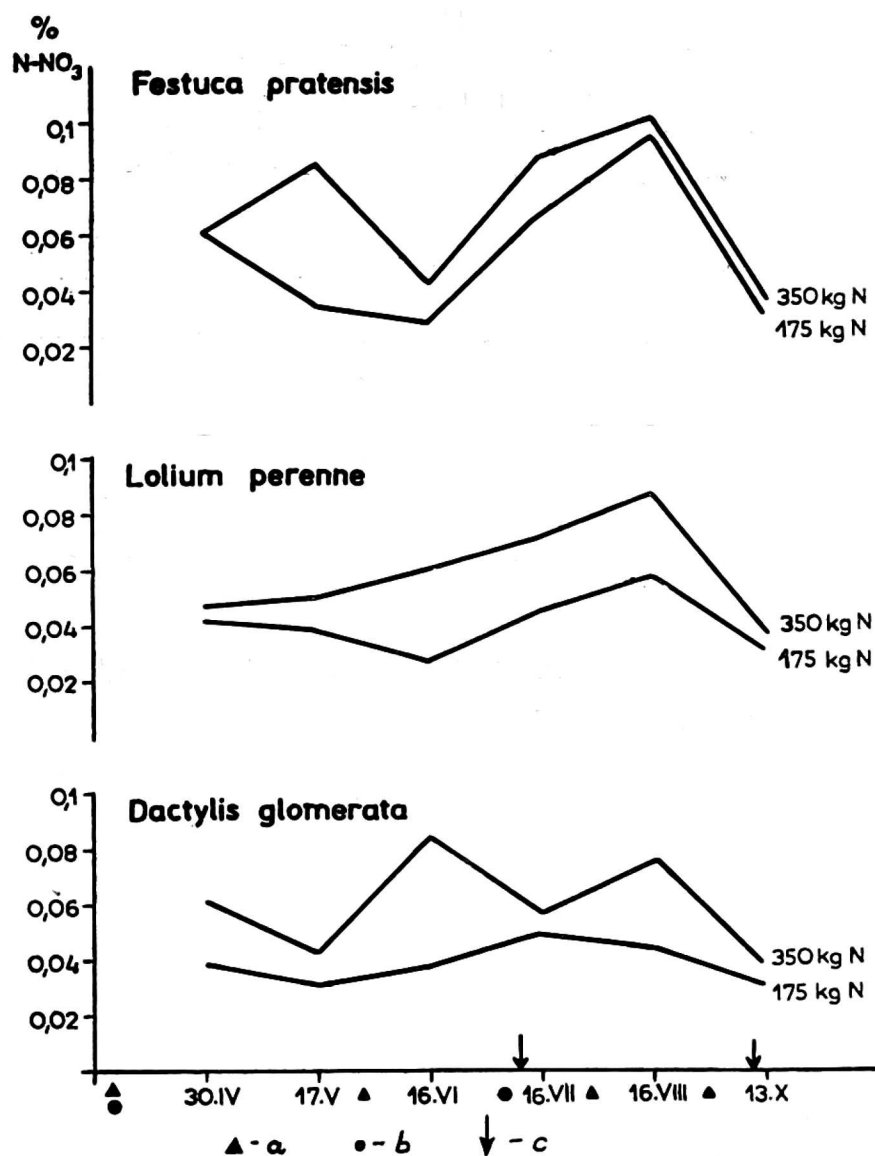 %
N-NO3
Festuca pratensis
0,1
0,08
0,06
0,04
0,02
350 kg N
175 kg N
Lolium perenne
0,1
0,08
0,06
0,04
0,02
350 kg N
175 kg N
Dactylis glomerata
0,1
0,08
0,06
0,04
0,02
350 kg N
175 kg N
30.IV 17.V ▲ 16.VI ● 16.VII ▲ 16.VIII ▲ 13.X
▲ - a ● - b ↓ - c